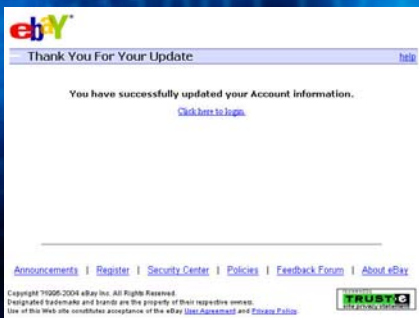 ebY
Thank You For Your Update
help
You have successfully updated your Account information.
Click here to login.
Announcements | Register | Security Center | Policies | Feedback Forum | About eBay
Copyright ?1995-2004 eBay Inc. All Rights Reserved.
Designated trademarks and brands are the property of their respective owners.
Use of this Web site constitutes acceptance of the eBay User Agreement and Privacy Policy.
TRUSTe
site privacy statement